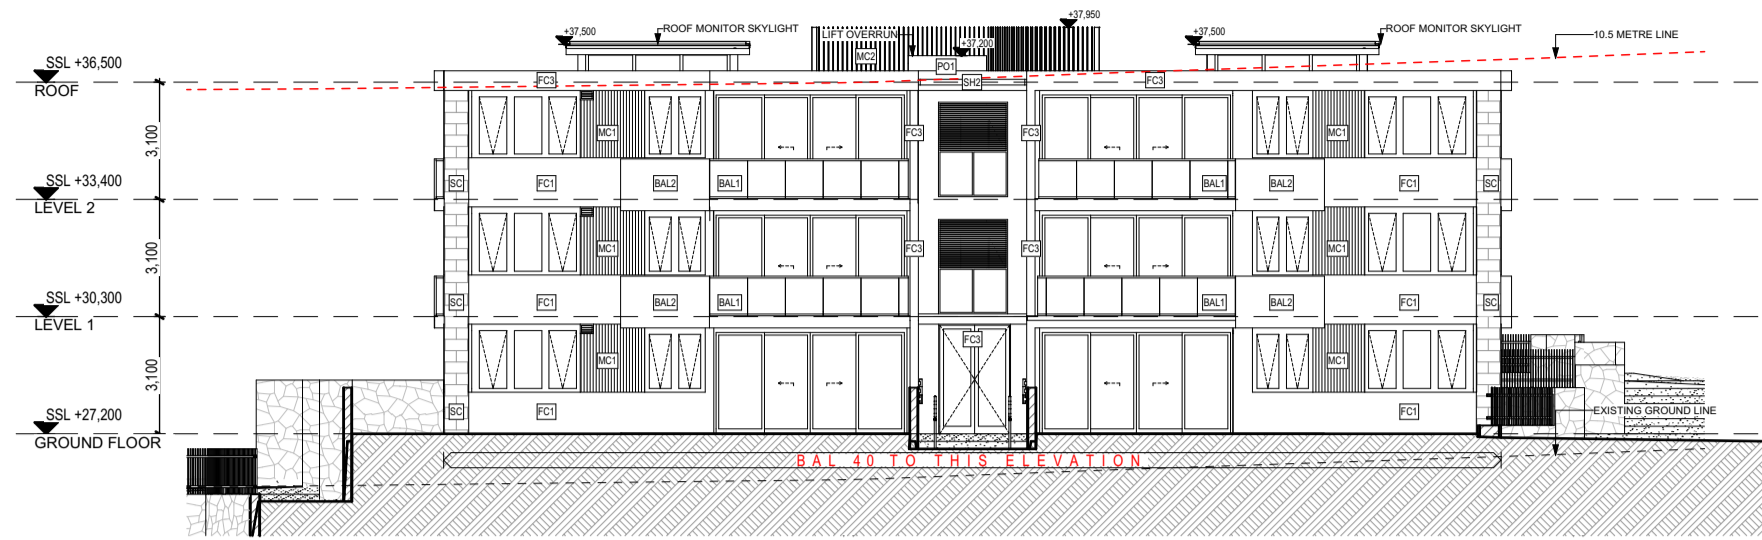 +37,950
+37,500
ROOF MONITOR SKYLIGHT
LIFT OVERRUN
+37,200
MC2
PO1
+37,500
ROOF MONITOR SKYLIGHT
10.5 METRE LINE
SSL +36,500
ROOF
FC3
SH2
FC3
3,100
MC1
FC3
FC3
MC1
SSL +33,400
LEVEL 2
SC
FC1
BAL2
BAL1
BAL1
BAL2
FC1
SC
3,100
MC1
FC3
FC3
MC1
SSL +30,300
LEVEL 1
SC
FC1
BAL2
BAL1
BAL1
BAL2
FC1
SC
3,100
MC1
FC3
MC1
SSL +27,200
GROUND FLOOR
SC
FC1
FC1
EXISTING GROUND LINE
BAL 40 TO THIS ELEVATION